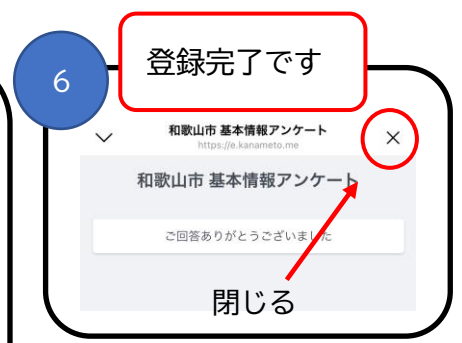 6
登録完了です
和歌山市 基本情報アンケート
https://e.kanameto.me
×
和歌山市 基本情報アンケート
ご回答ありがとうございました
閉じる